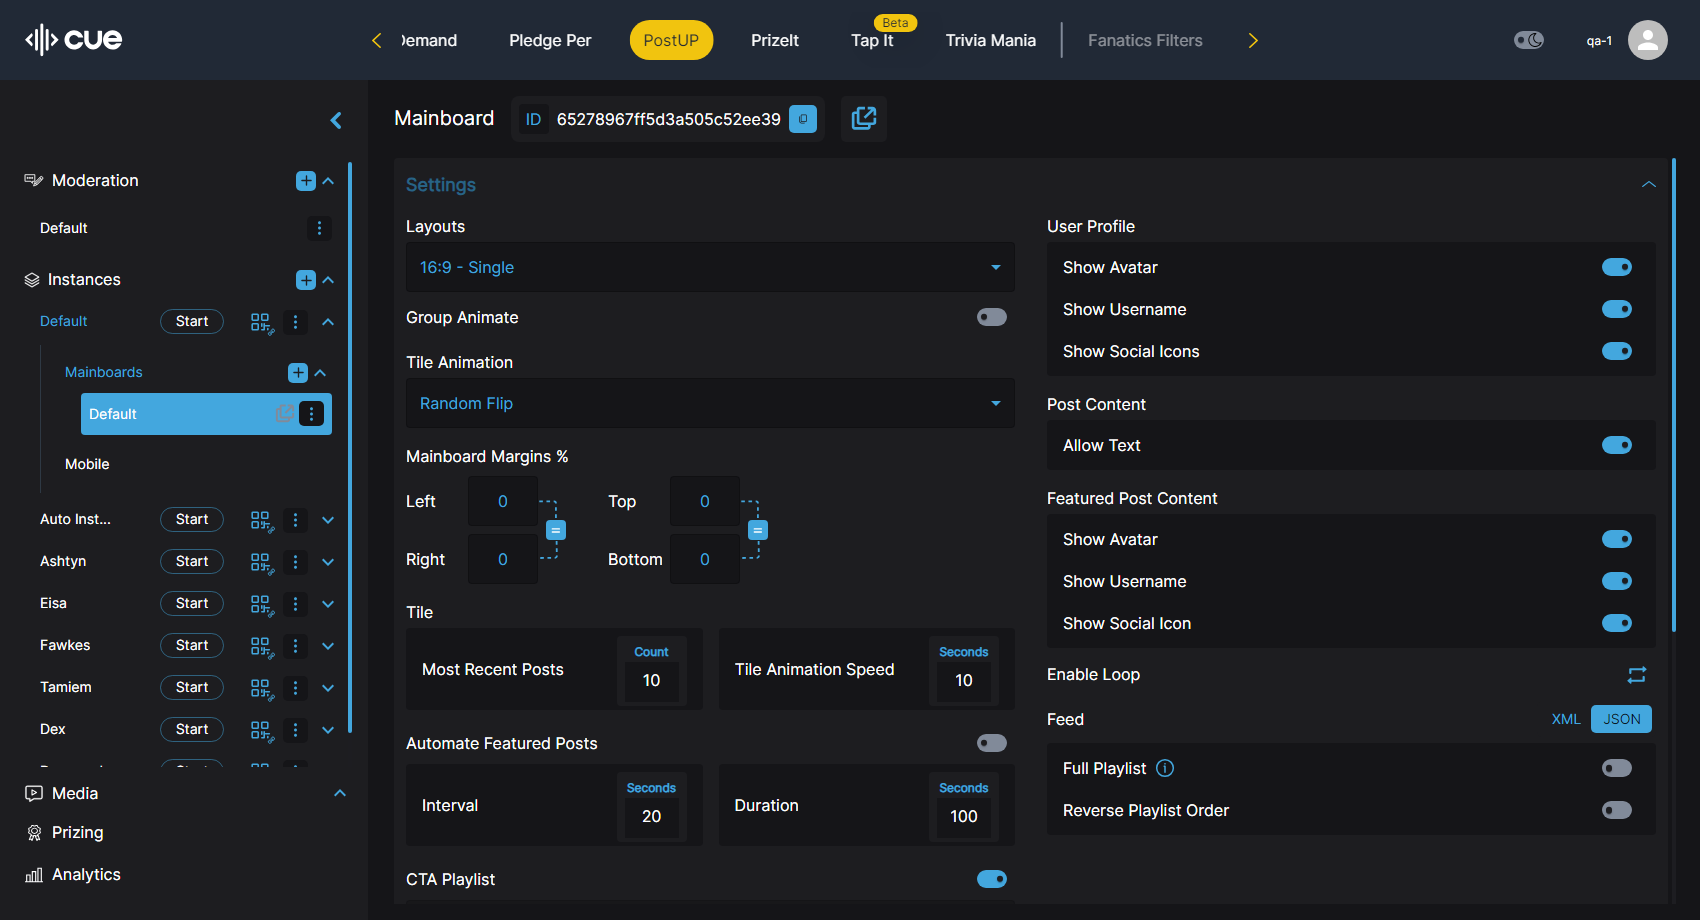 cue
Demand
Pledge Per
PostUP
PrizeIt
Beta
Tap It
Trivia Mania
Fanatics Filters
qa-1
Moderation
Default
Instances
Default Start
Mainboards
Default
Mobile
Auto Inst... Start
Ashtyn Start
Eisa Start
Fawkes Start
Tamiem Start
Dex Start
Media
Prizing
Analytics
Mainboard ID 65278967ff5d3a505c52ee39
Settings
Layouts
16:9 - Single
Group Animate
Tile Animation
Random Flip
Mainboard Margins %
Left 0 Top 0
Right 0 Bottom 0
Tile
Most Recent Posts Count 10
Tile Animation Speed Seconds 10
Automate Featured Posts
Interval Seconds 20
Duration Seconds 100
CTA Playlist
User Profile
Show Avatar
Show Username
Show Social Icons
Post Content
Allow Text
Featured Post Content
Show Avatar
Show Username
Show Social Icon
Enable Loop
Feed XML JSON
Full Playlist
Reverse Playlist Order